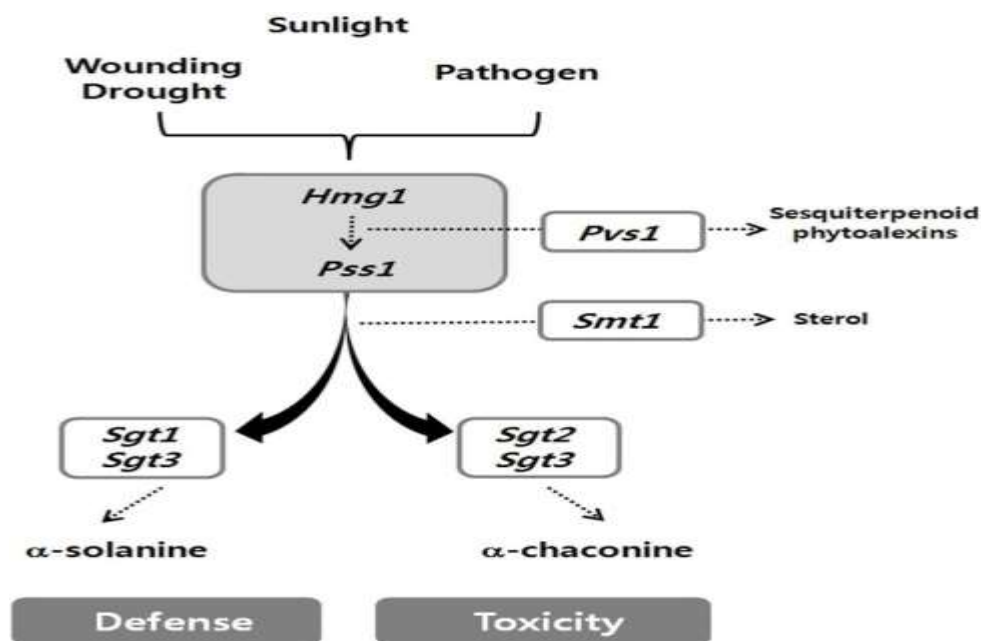 Sunlight
Wounding
Drought
Pathogen
Hmg1
Pss1
Pvs1
Sesquiterpenoid
phytoalexins
Smt1
Sterol
Sgt1
Sgt3
Sgt2
Sgt3
α-solanine
α-chaconine
Defense
Toxicity